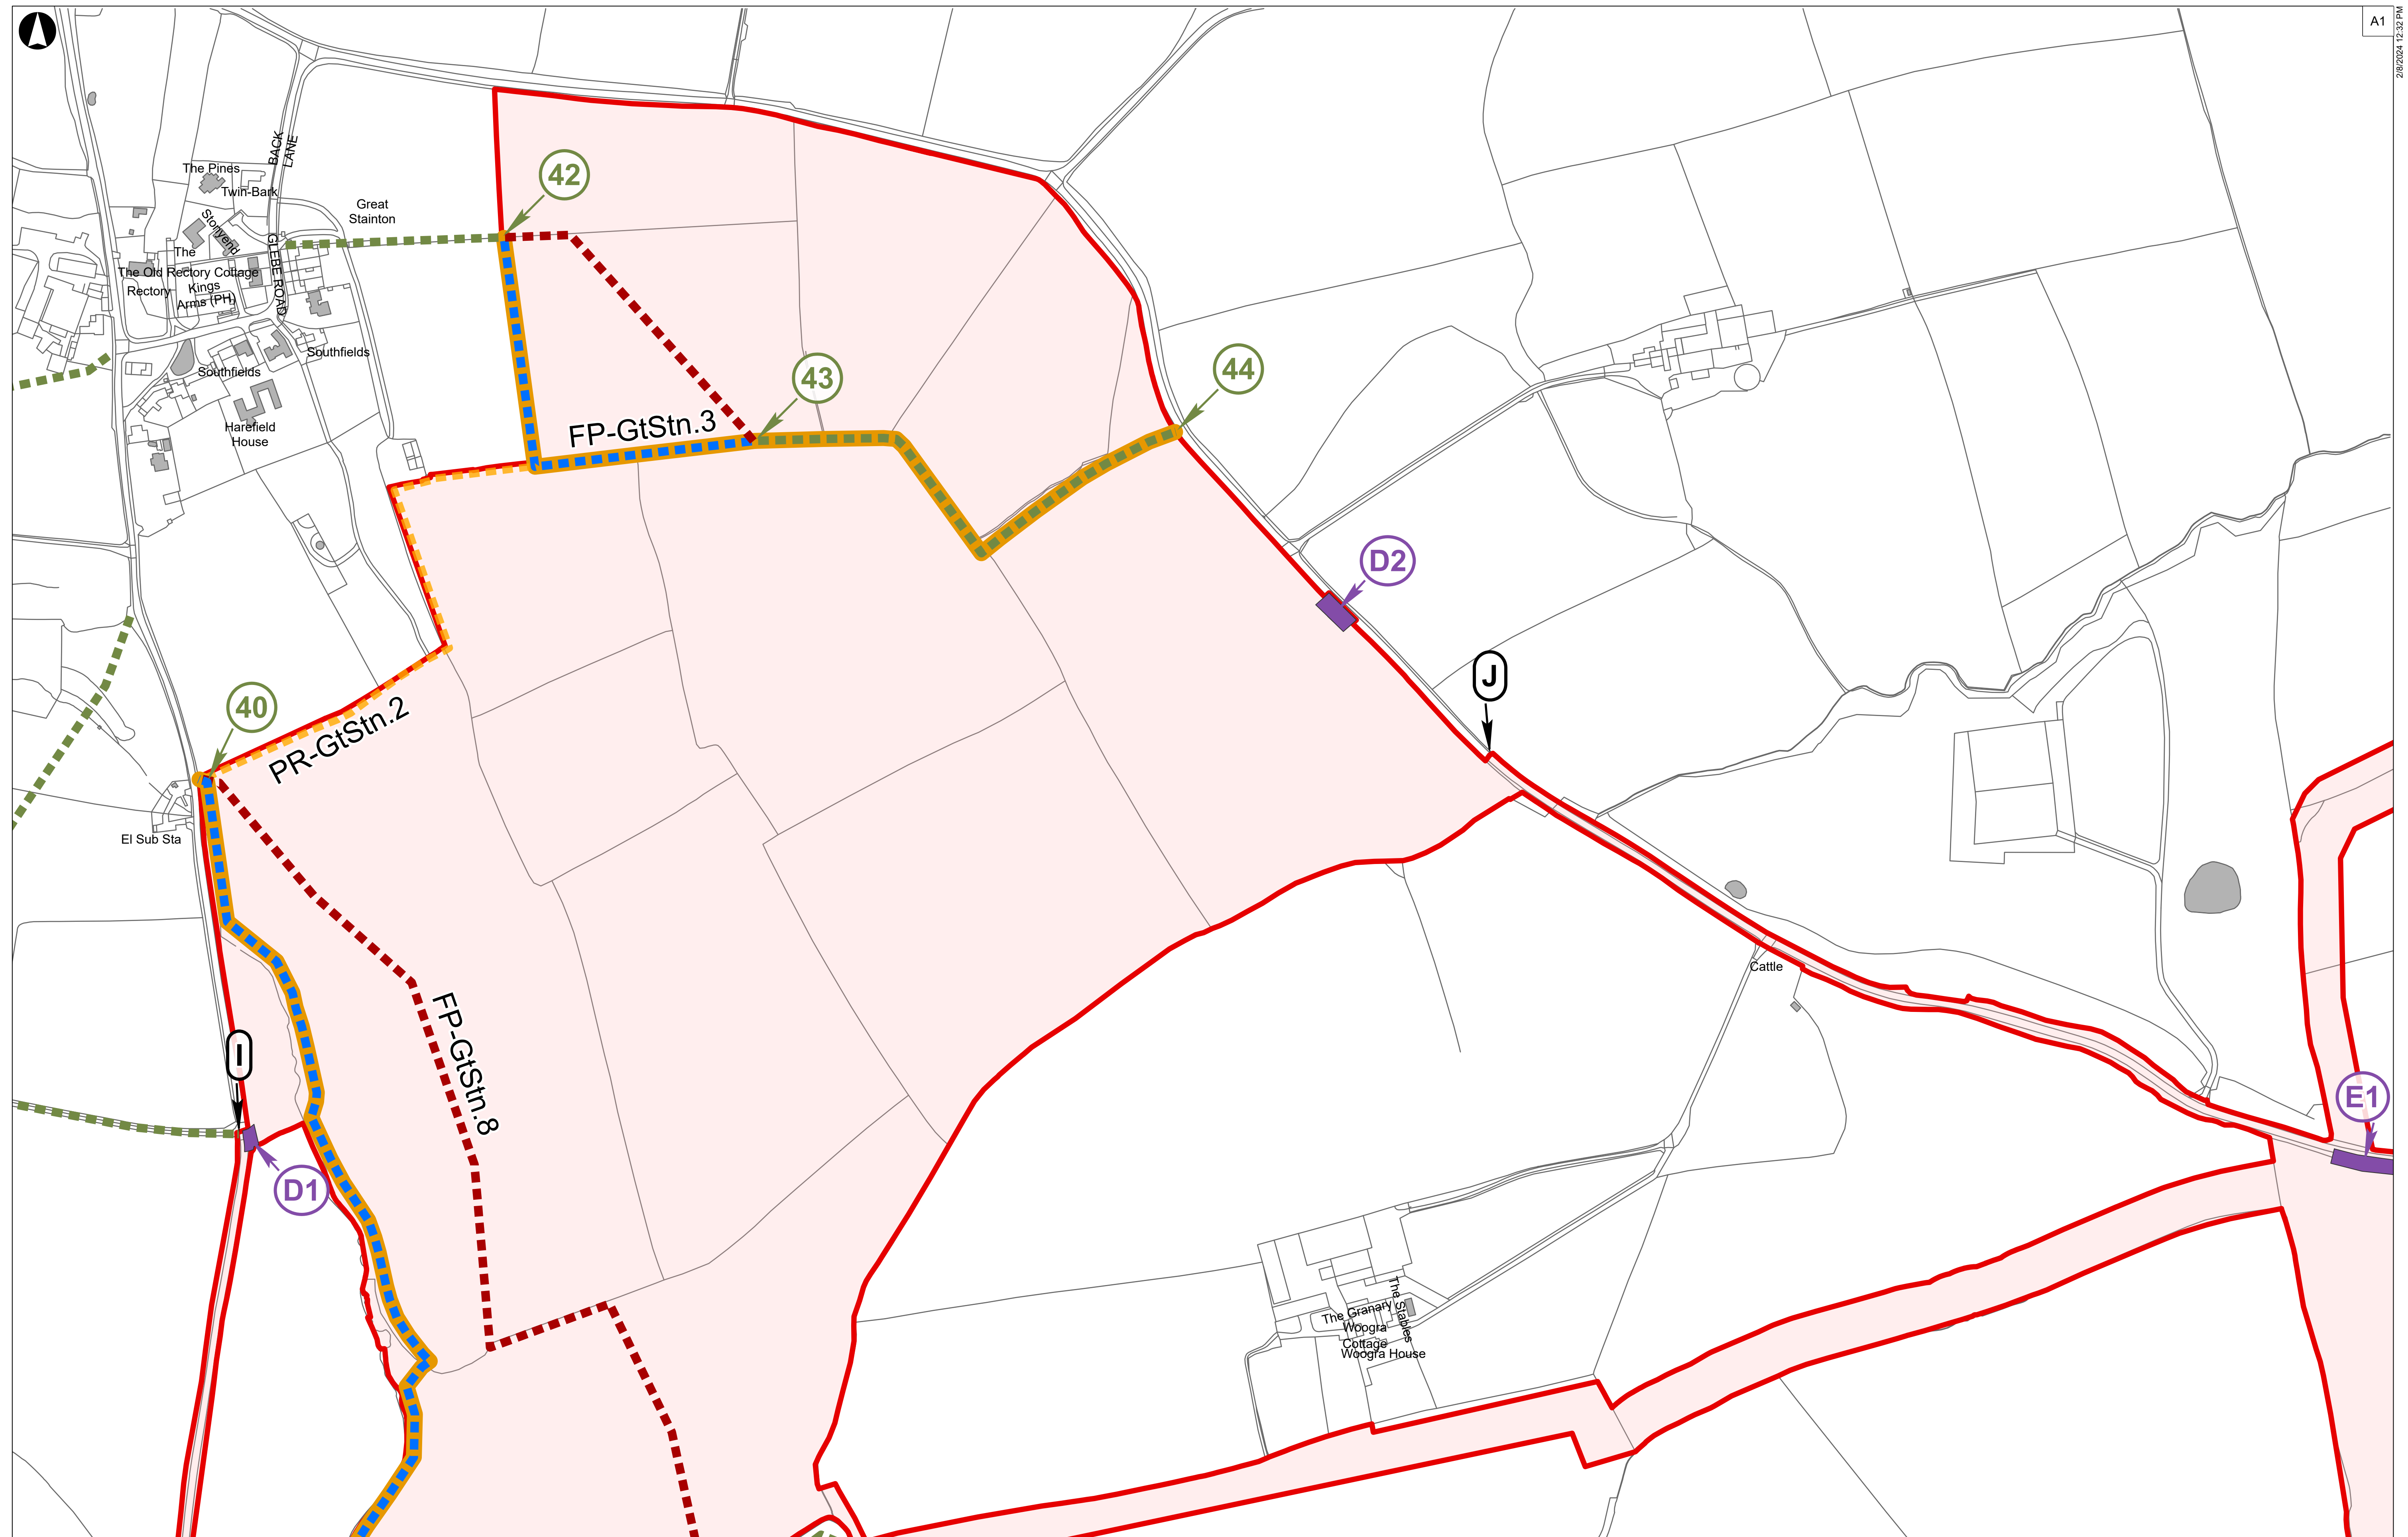 A1
2/8/2024 12:32 PM
BACK
LANE
The Pines
Twin-Bark
Stonyend
Great
Stainton
GLEBE ROAD
The
The Old Rectory Cottage
Rectory
Kings
Arms (PH)
Southfields
Southfields
Harefield
House
42
43
44
FP-GtStn.3
D2
J
40
PR-GtStn.2
El Sub Sta
FP-GtStn.8
I
D1
Cattle
E1
The Granary
The Stables
Woogra
Cottage
Woogra House